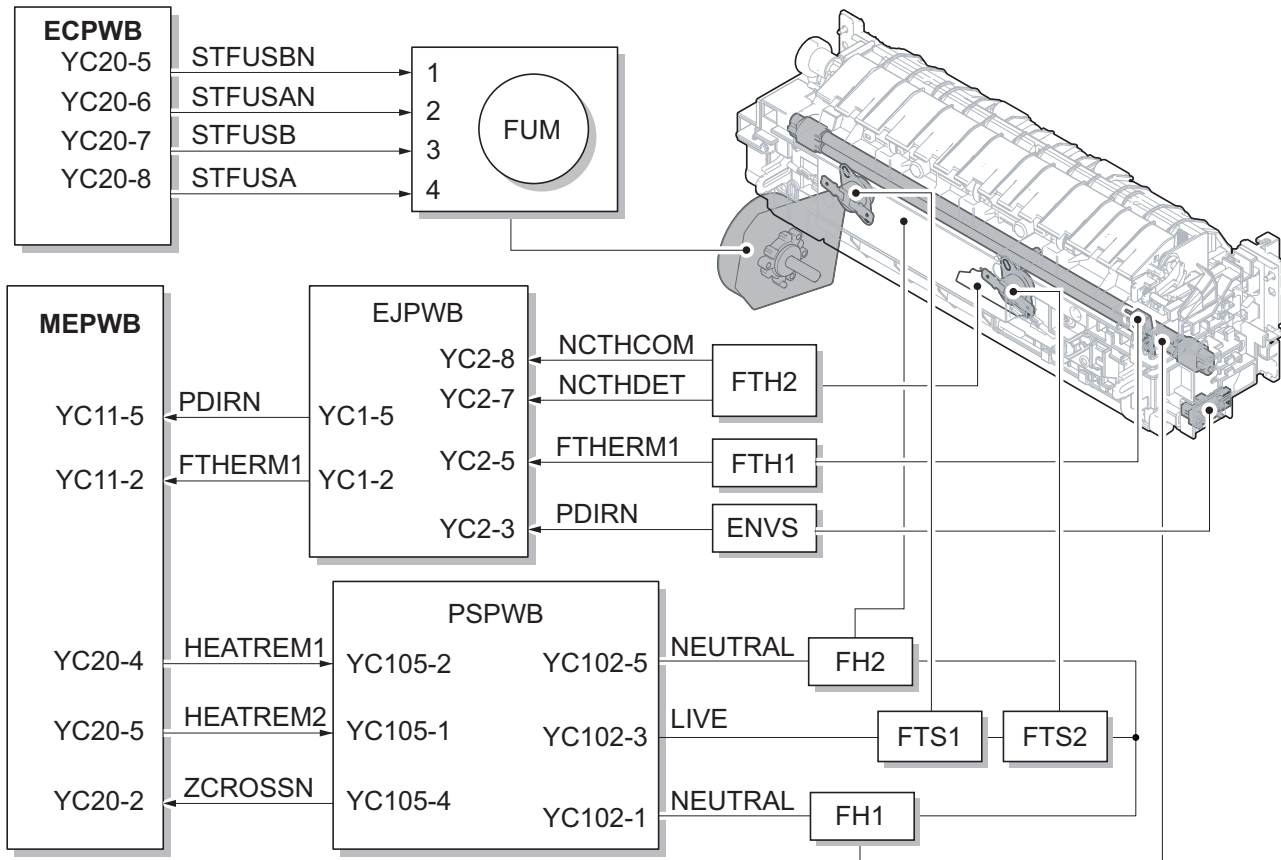 ECPWB
YC20-5
YC20-6
YC20-7
YC20-8
STFUSBN
STFUSAN
STFUSB
STFUSA
1
2
3
4
FUM
MEPWB
YC11-5
YC11-2
YC20-4
YC20-5
YC20-2
PDIRN
FTHERM1
EJPWB
YC1-5
YC1-2
YC2-8
YC2-7
YC2-5
YC2-3
NCTHCOM
NCTHDET
FTHERM1
PDIRN
FTH2
FTH1
ENVS
HEATREM1
HEATREM2
ZCROSSN
PSPWB
YC105-2
YC105-1
YC105-4
YC102-5
YC102-3
YC102-1
NEUTRAL
LIVE
NEUTRAL
FH2
FTS1
FTS2
FH1